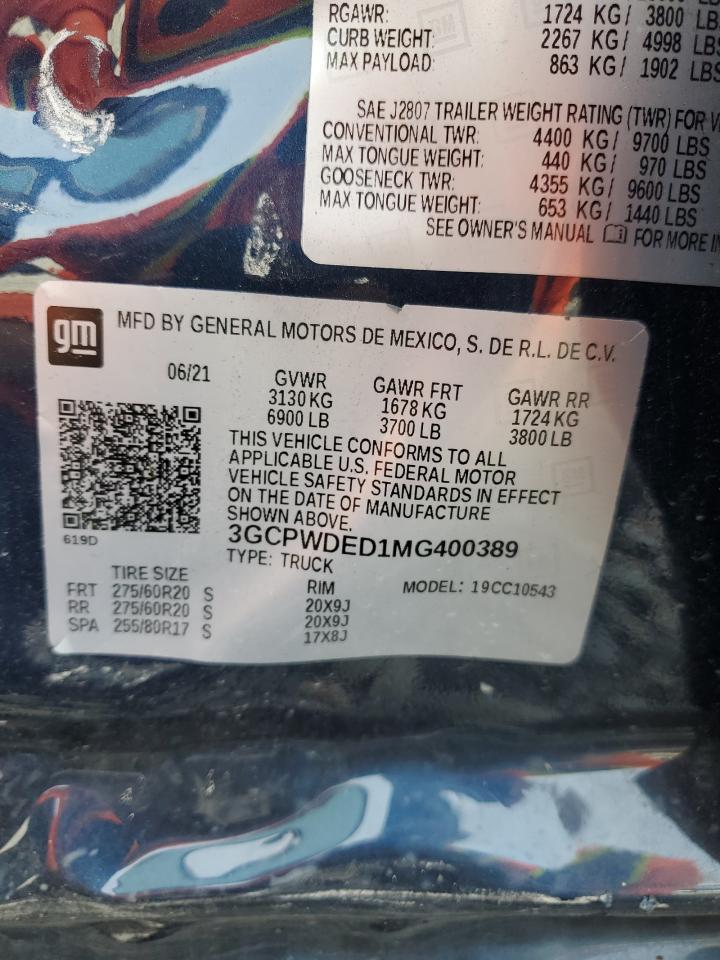 RGAWR: 1724 KG/ 3800 LBS
CURB WEIGHT: 2267 KG/ 4998 LBS
MAX PAYLOAD: 863 KG/ 1902 LBS
SAE J2807 TRAILER WEIGHT RATING (TWR) FOR
CONVENTIONAL TWR: 4400 KG/ 9700 LBS
MAX TONGUE WEIGHT: 440 KG/ 970 LBS
GOOSENECK TWR: 4355 KG/ 9600 LBS
MAX TONGUE WEIGHT: 653 KG/ 1440 LBS
SEE OWNER'S MANUAL FOR MORE
gm MFD BY GENERAL MOTORS DE MEXICO, S. DE R.L. DE C.V.
06/21 GVWR GAWR FRT GAWR RR
3130 KG 1678 KG 1724 KG
6900 LB 3700 LB 3800 LB
THIS VEHICLE CONFORMS TO ALL
APPLICABLE U.S. FEDERAL MOTOR
VEHICLE SAFETY STANDARDS IN EFFECT
ON THE DATE OF MANUFACTURE
SHOWN ABOVE.
619D 3GCPWDED1MG400389
TYPE: TRUCK MODEL: 19CC10543
TIRE SIZE RIM
FRT 275/60R20 S 20X9J
RR 275/60R20 S 20X9J
SPA 255/80R17 S 17X8J